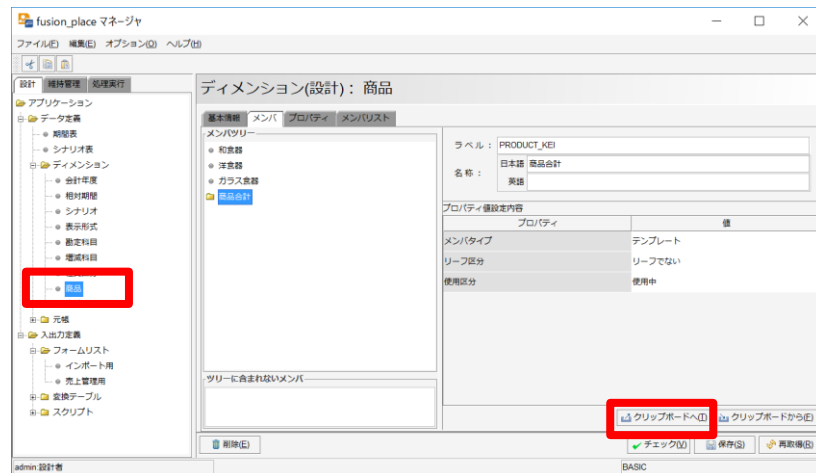 fusion_place マネージャ
ファイル(F) 編集(E) オプション(O) ヘルプ(H)
設計 維持管理 処理実行
アプリケーション
データ定義
期間表
シナリオ表
ディメンション
会計年度
相対期間
シナリオ
表示形式
勘定科目
増減科目
商品
元帳
入出力定義
フォームリスト
インポート用
売上管理用
変換テーブル
スクリプト
ディメンション(設計)： 商品
基本情報 メンバ プロパティ メンバリスト
メンバツリー
和食器
洋食器
ガラス食器
商品合計
ツリーに含まれないメンバ
ラベル： PRODUCT_KEI
名称： 日本語 商品合計
英語
プロパティ値設定内容
プロパティ 値
メンバタイプ テンプレート
リーフ区分 リーフでない
使用区分 使用中
クリップボードへ(T) クリップボードから(F)
削除(E) チェック(V) 保存(S) 再取得(R)
admin:設計者 BASIC